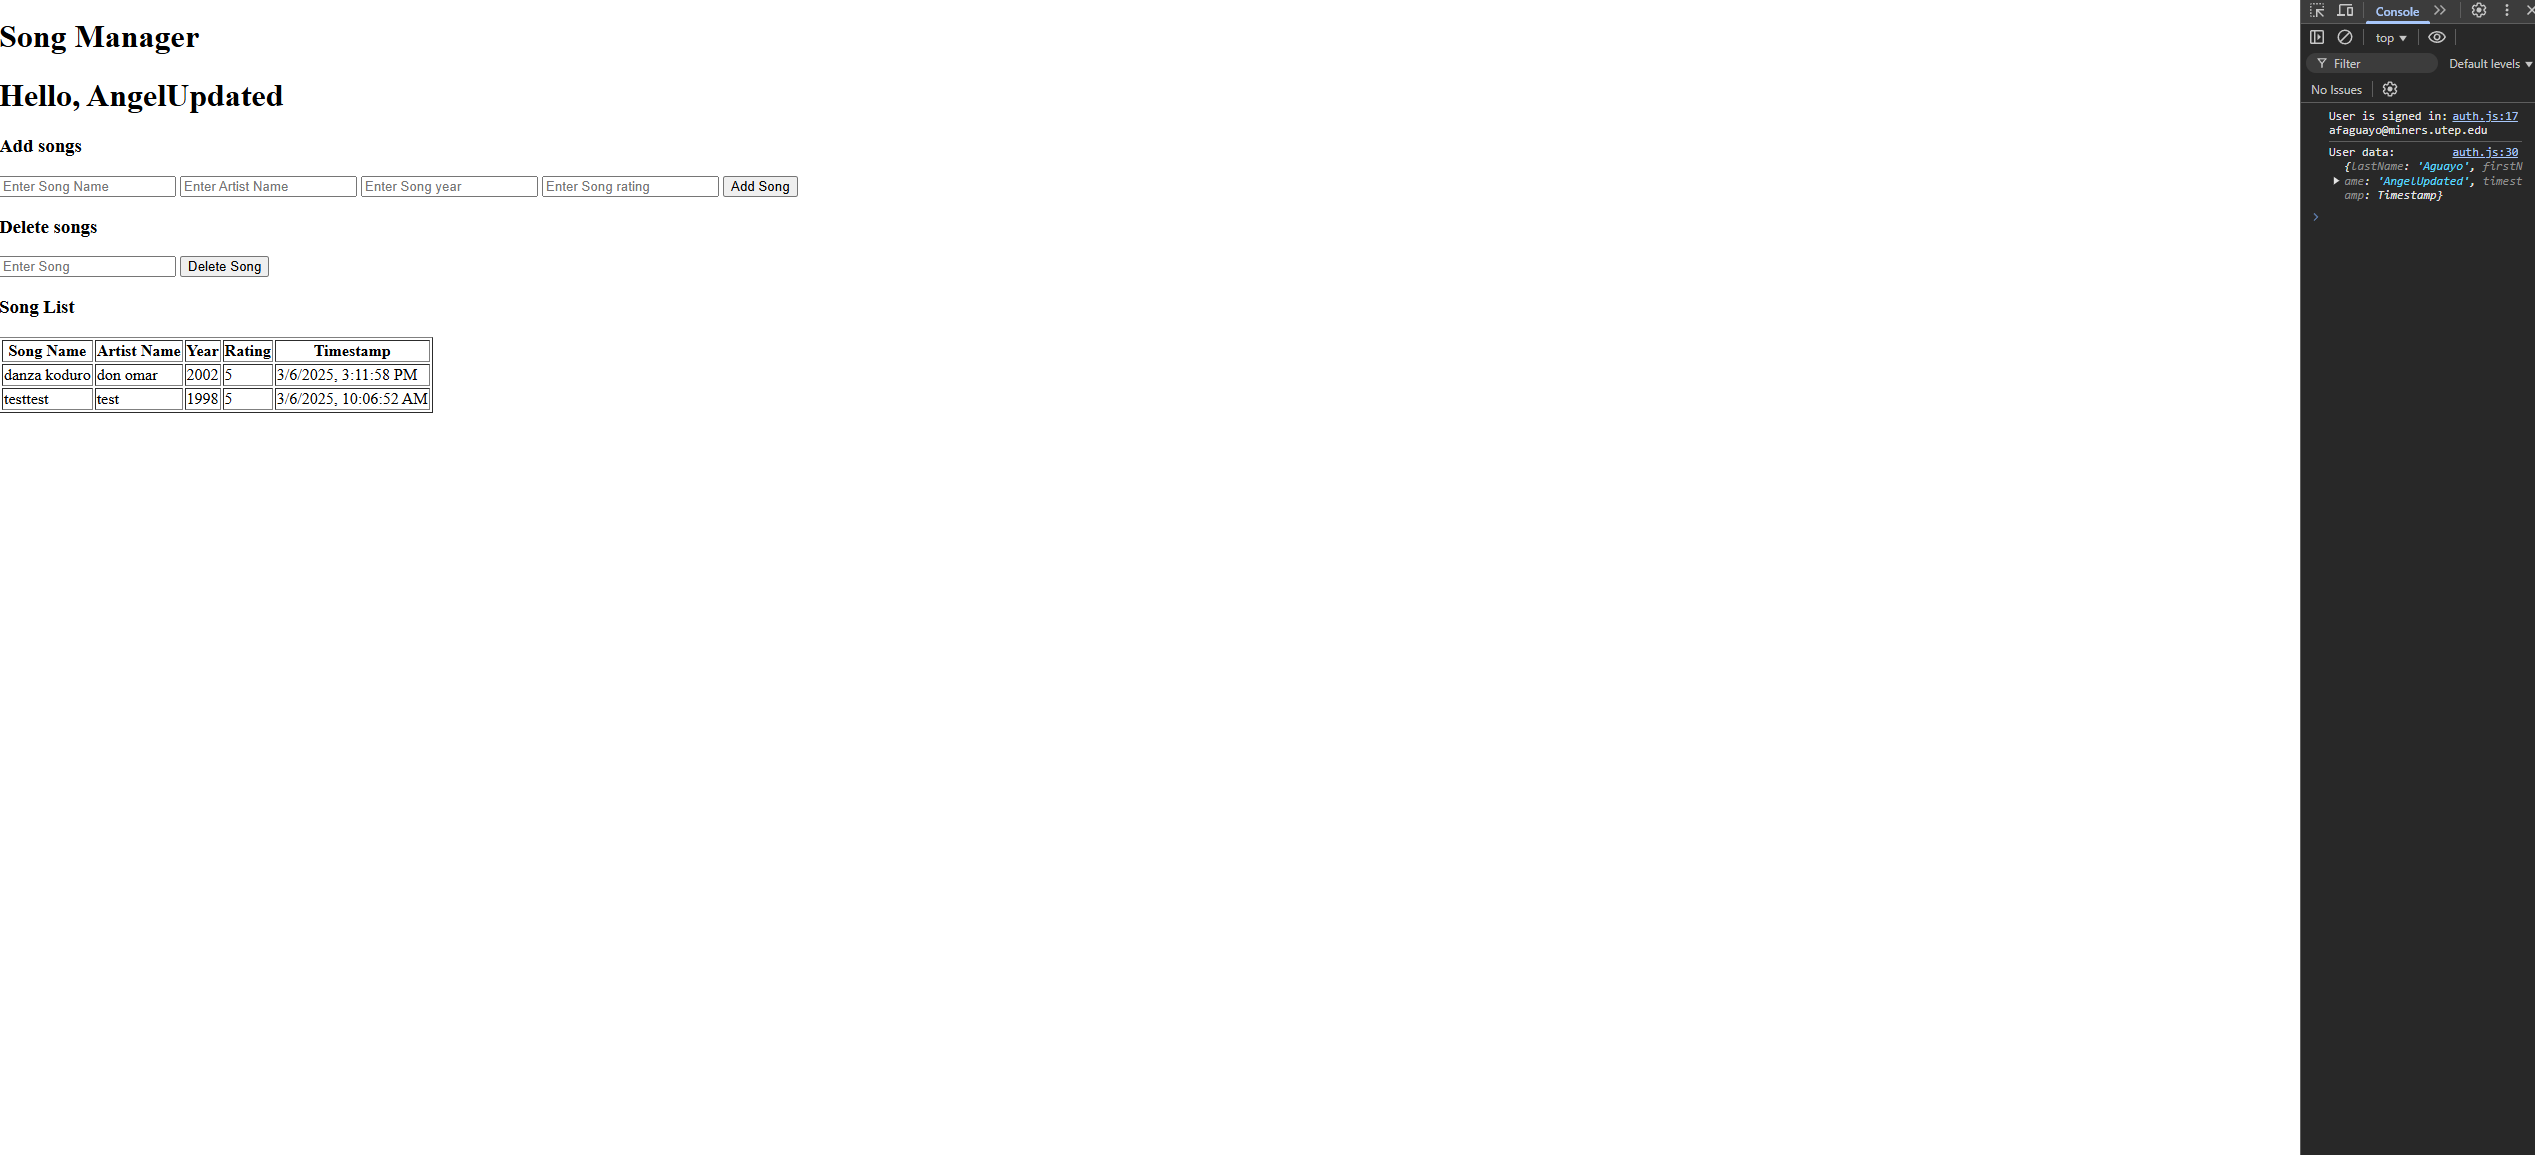 Song Manager
Hello, AngelUpdated
Add songs
Enter Song Name Enter Artist Name Enter Song year Enter Song rating Add Song
Delete songs
Enter Song Delete Song
Song List
Song Name Artist Name Year Rating Timestamp
danza koduro don omar 2002 5 3/6/2025, 3:11:58 PM
testtest test 1998 5 3/6/2025, 10:06:52 AM
Console
top
Filter Default levels
No Issues
User is signed in: auth.js:17
afaguayo@miners.utep.edu
User data: auth.js:30
{lastName: 'Aguayo', firstN
ame: 'AngelUpdated', timest
amp: Timestamp}